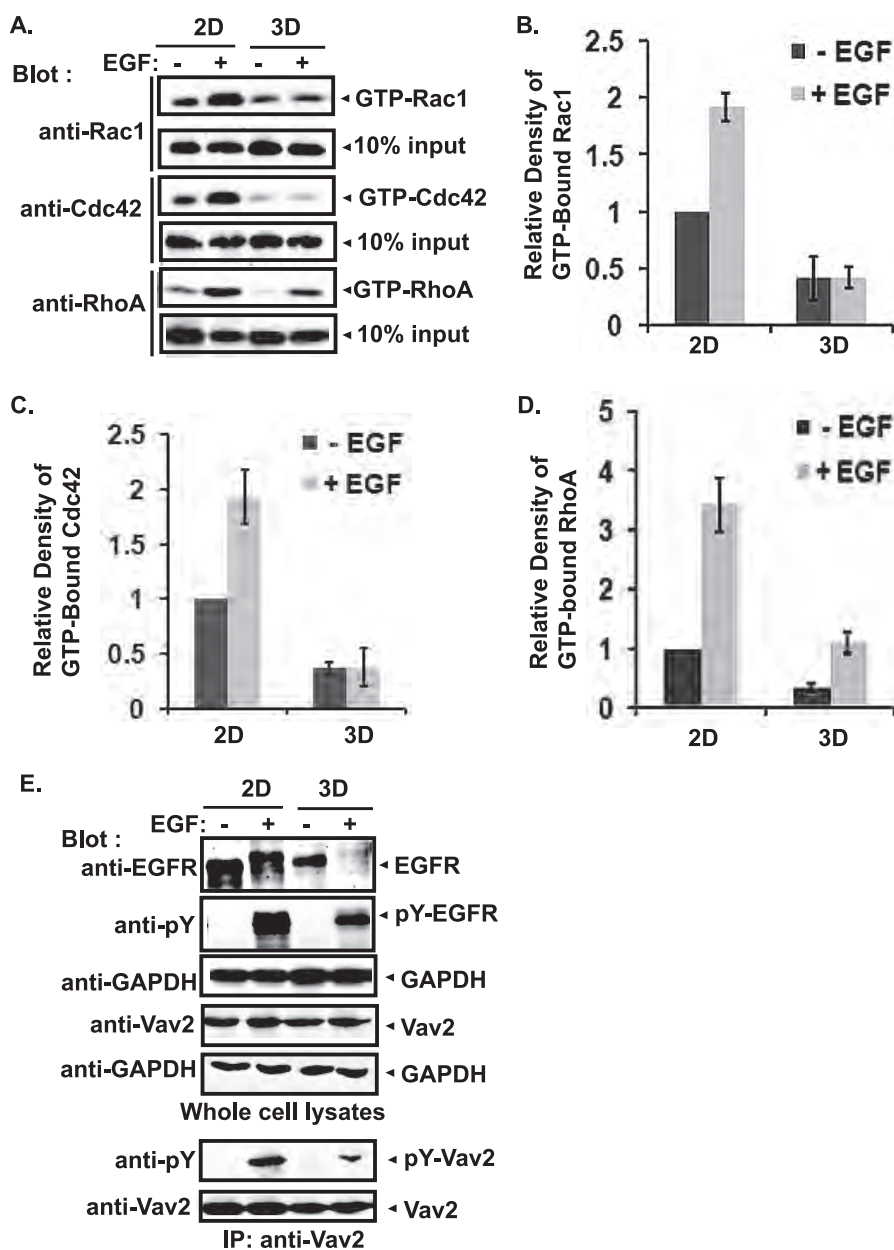 A.
2D 3D
EGF: - + - +
Blot :
anti-Rac1
GTP-Rac1
10% input
anti-Cdc42
GTP-Cdc42
10% input
anti-RhoA
GTP-RhoA
10% input
B.
Relative Density of
GTP-Bound Rac1
2.5
2
1.5
1
0.5
0
- EGF
+ EGF
2D 3D
C.
Relative Density of
GTP-Bound Cdc42
2.5
2
1.5
1
0.5
0
- EGF
+ EGF
2D 3D
D.
Relative Density of
GTP-bound RhoA
5
4
3
2
1
0
- EGF
+ EGF
2D 3D
E.
2D 3D
EGF: - + - +
Blot :
anti-EGFR EGFR
anti-pY pY-EGFR
anti-GAPDH GAPDH
anti-Vav2 Vav2
anti-GAPDH GAPDH
Whole cell lysates
anti-pY pY-Vav2
anti-Vav2 Vav2
IP: anti-Vav2